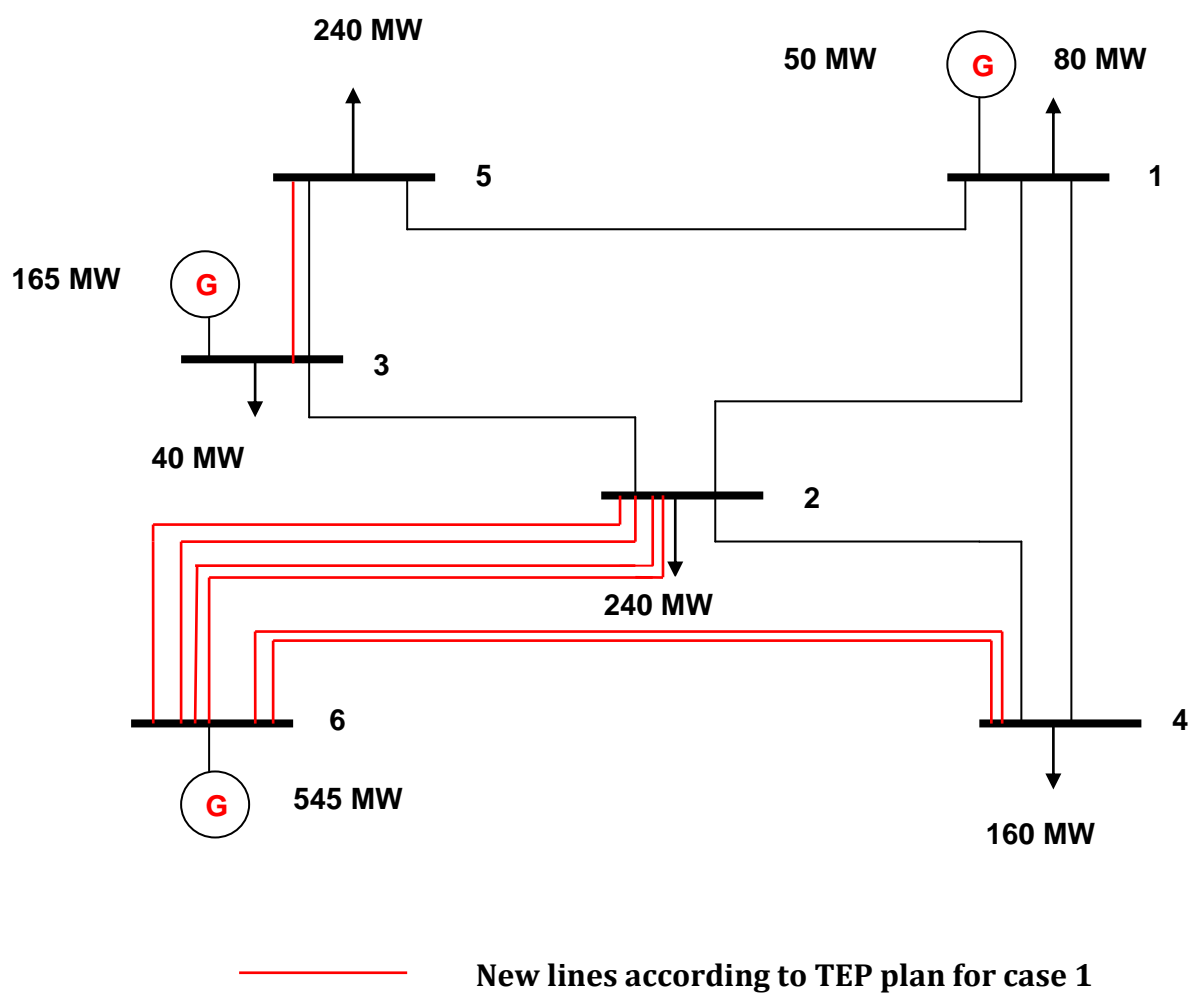 240 MW
50 MW
G
80 MW
5
1
165 MW
G
3
40 MW
2
240 MW
6
4
G
545 MW
160 MW
New lines according to TEP plan for case 1